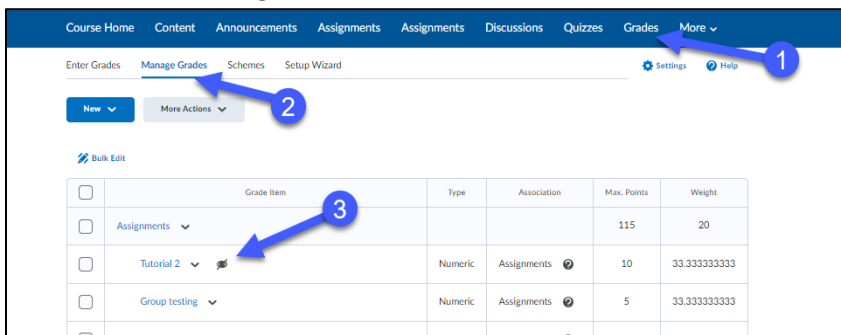 Course Home Content Announcements Assignments Assignments Discussions Quizzes Grades More
1
Enter Grades Manage Grades Schemes Setup Wizard Settings Help
2
New More Actions
Bulk Edit
Grade Item Type Association Max. Points Weight
3
Assignments 115 20
Tutorial 2 Numeric Assignments ? 10 33.333333333
Group testing Numeric Assignments ? 5 33.333333333